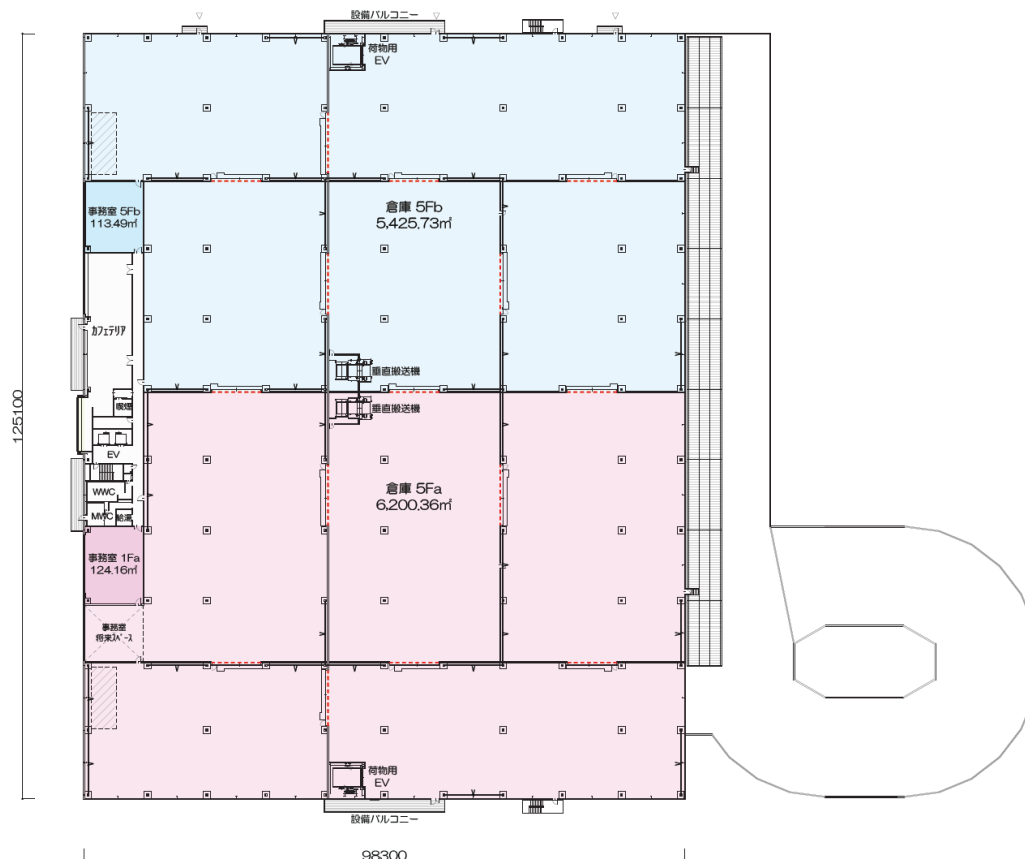 設備バルコニー
荷物用
EV
事務室 5Fb
113.49㎡
倉庫 5Fb
5,425.73㎡
カフェテリア
垂直搬送機
喫煙
垂直搬送機
EV
WWC
MWC
給湯
倉庫 5Fa
6,200.36㎡
事務室 1Fa
124.16㎡
事務室
将来スペース
荷物用
EV
設備バルコニー
125100
98300